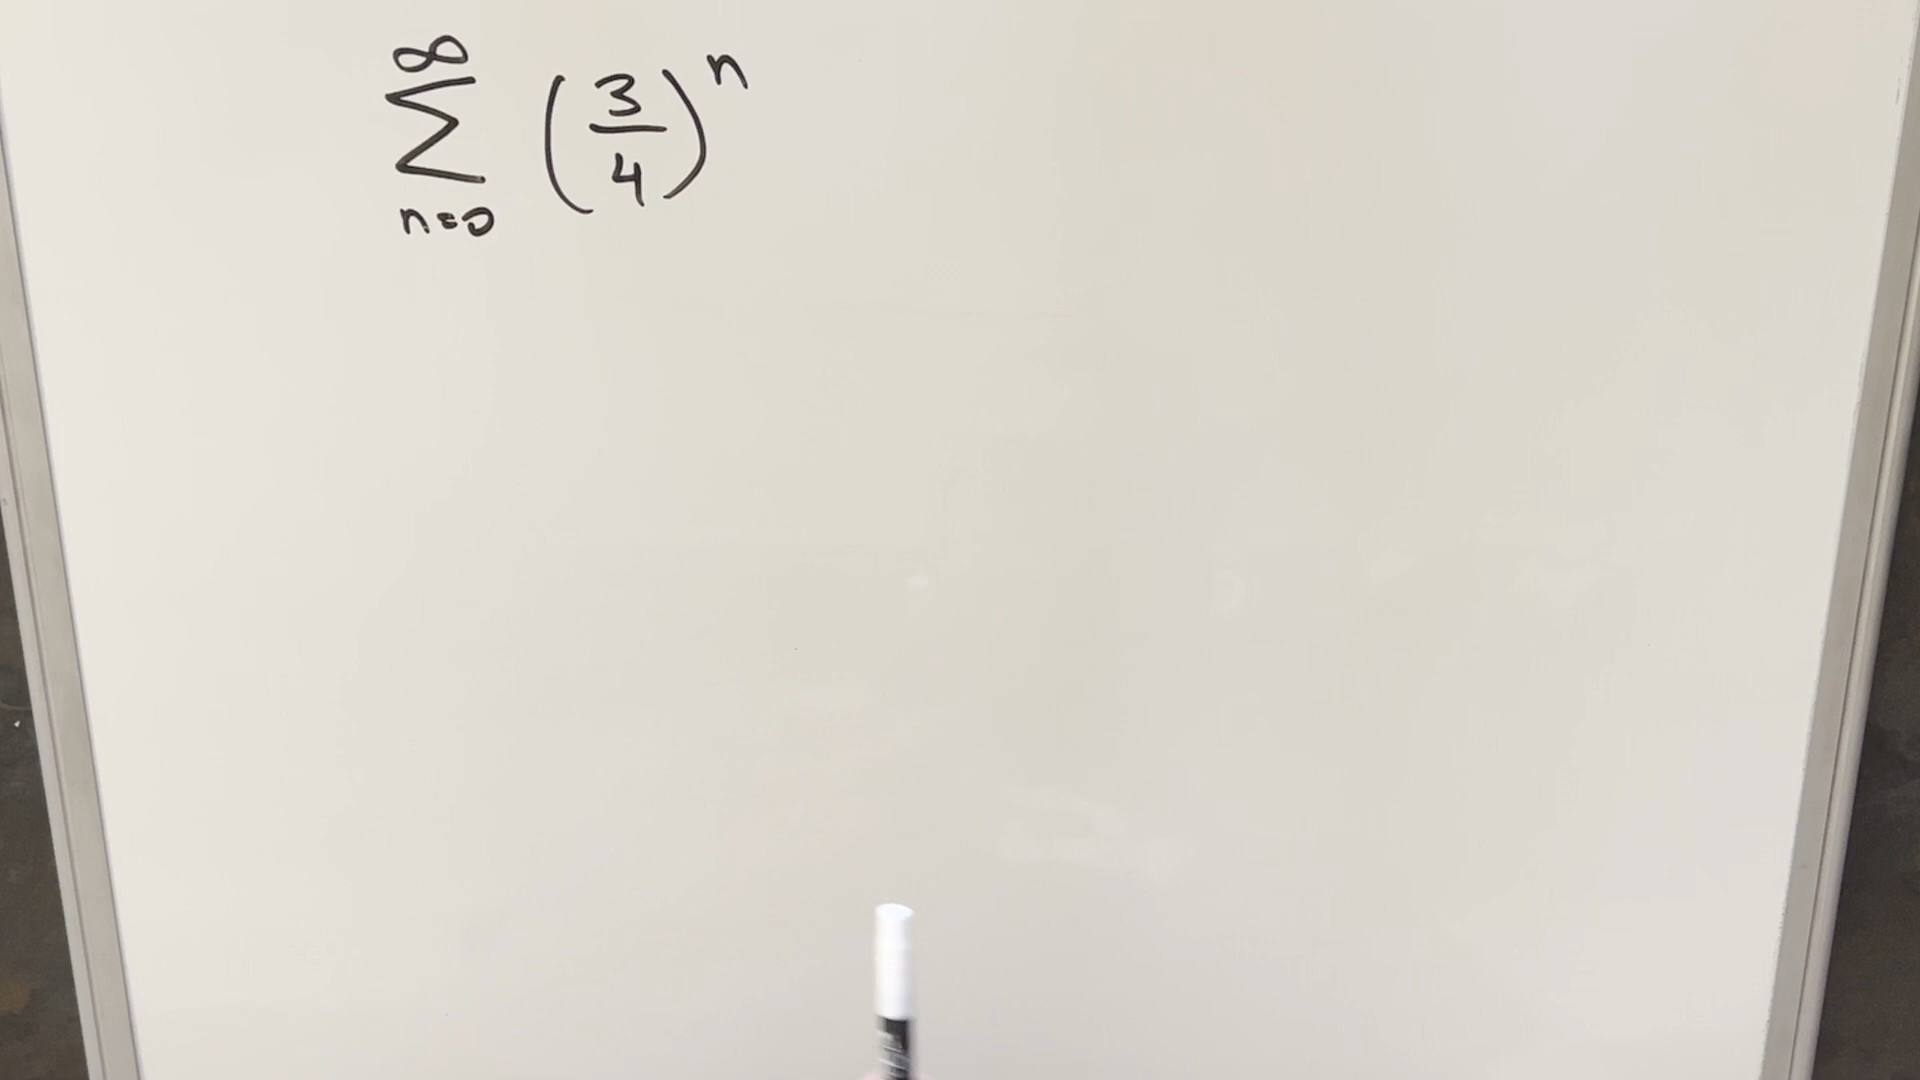 ∞
∑ (3/4)^n
n=0